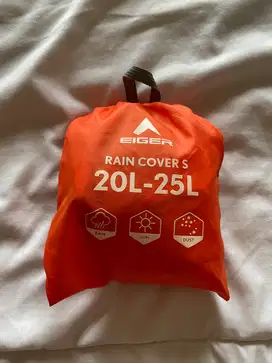 EIGER
RAIN COVER S
20L-25L
RAIN
SUN
DUST